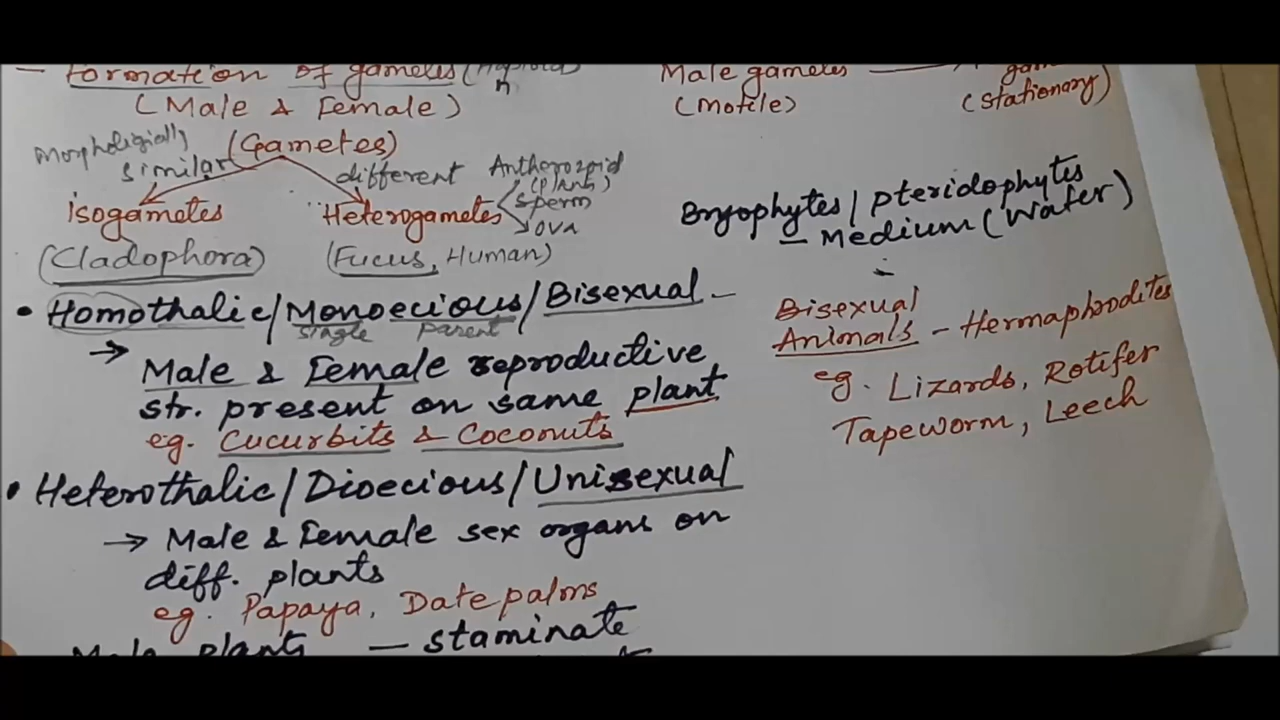 — Formation of gametes (Haploid
n
(Male & Female)
(Gametes)
Morphologically
similar
different
Isogametes
Heterogametes
Antherozoid
(plants)
Sperm
OVA
(Cladophora)
(Fucus, Human)
• Homothalic/Monoecious/Bisexual –
single parent
→ Male & Female reproductive
str. present on same plant
eg. Cucurbits & Coconuts
• Heterothalic/Dioecious/Unisexual
→ Male & Female sex organs on
diff. plants
eg. Papaya, Date palms
Male plants — staminate
Male gametes
(Motile)
(stationary)
Bryophytes/pteridophytes
– Medium (Water)
Bisexual
Animals – Hermaphrodites
eg. Lizards, Rotifer
Tapeworm, Leech